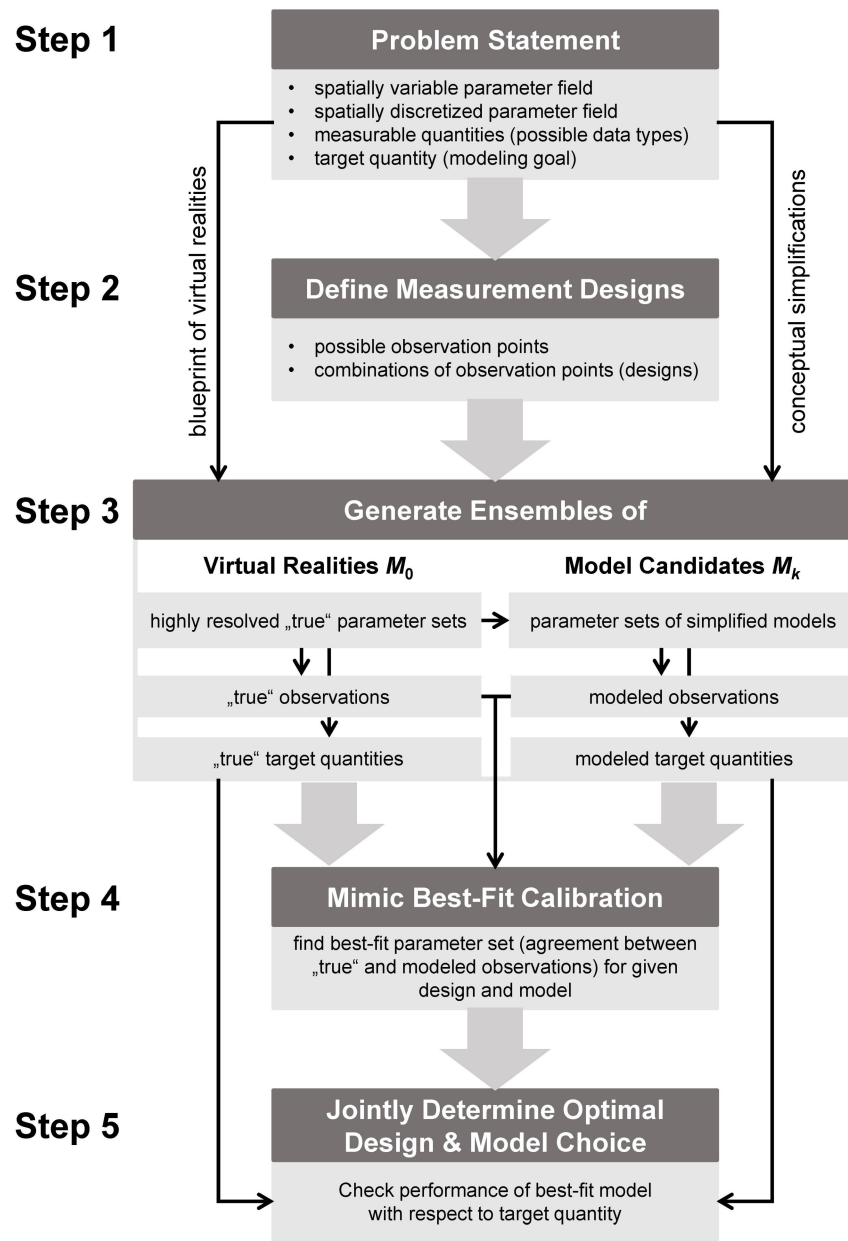 Step 1
Problem Statement
• spatially variable parameter field
• spatially discretized parameter field
• measurable quantities (possible data types)
• target quantity (modeling goal)
blueprint of virtual realities
conceptual simplifications
Step 2
Define Measurement Designs
• possible observation points
• combinations of observation points (designs)
Step 3
Generate Ensembles of
Virtual Realities M0
Model Candidates Mk
highly resolved „true“ parameter sets
parameter sets of simplified models
„true“ observations
modeled observations
„true“ target quantities
modeled target quantities
Step 4
Mimic Best-Fit Calibration
find best-fit parameter set (agreement between
„true“ and modeled observations) for given
design and model
Step 5
Jointly Determine Optimal
Design & Model Choice
Check performance of best-fit model
with respect to target quantity